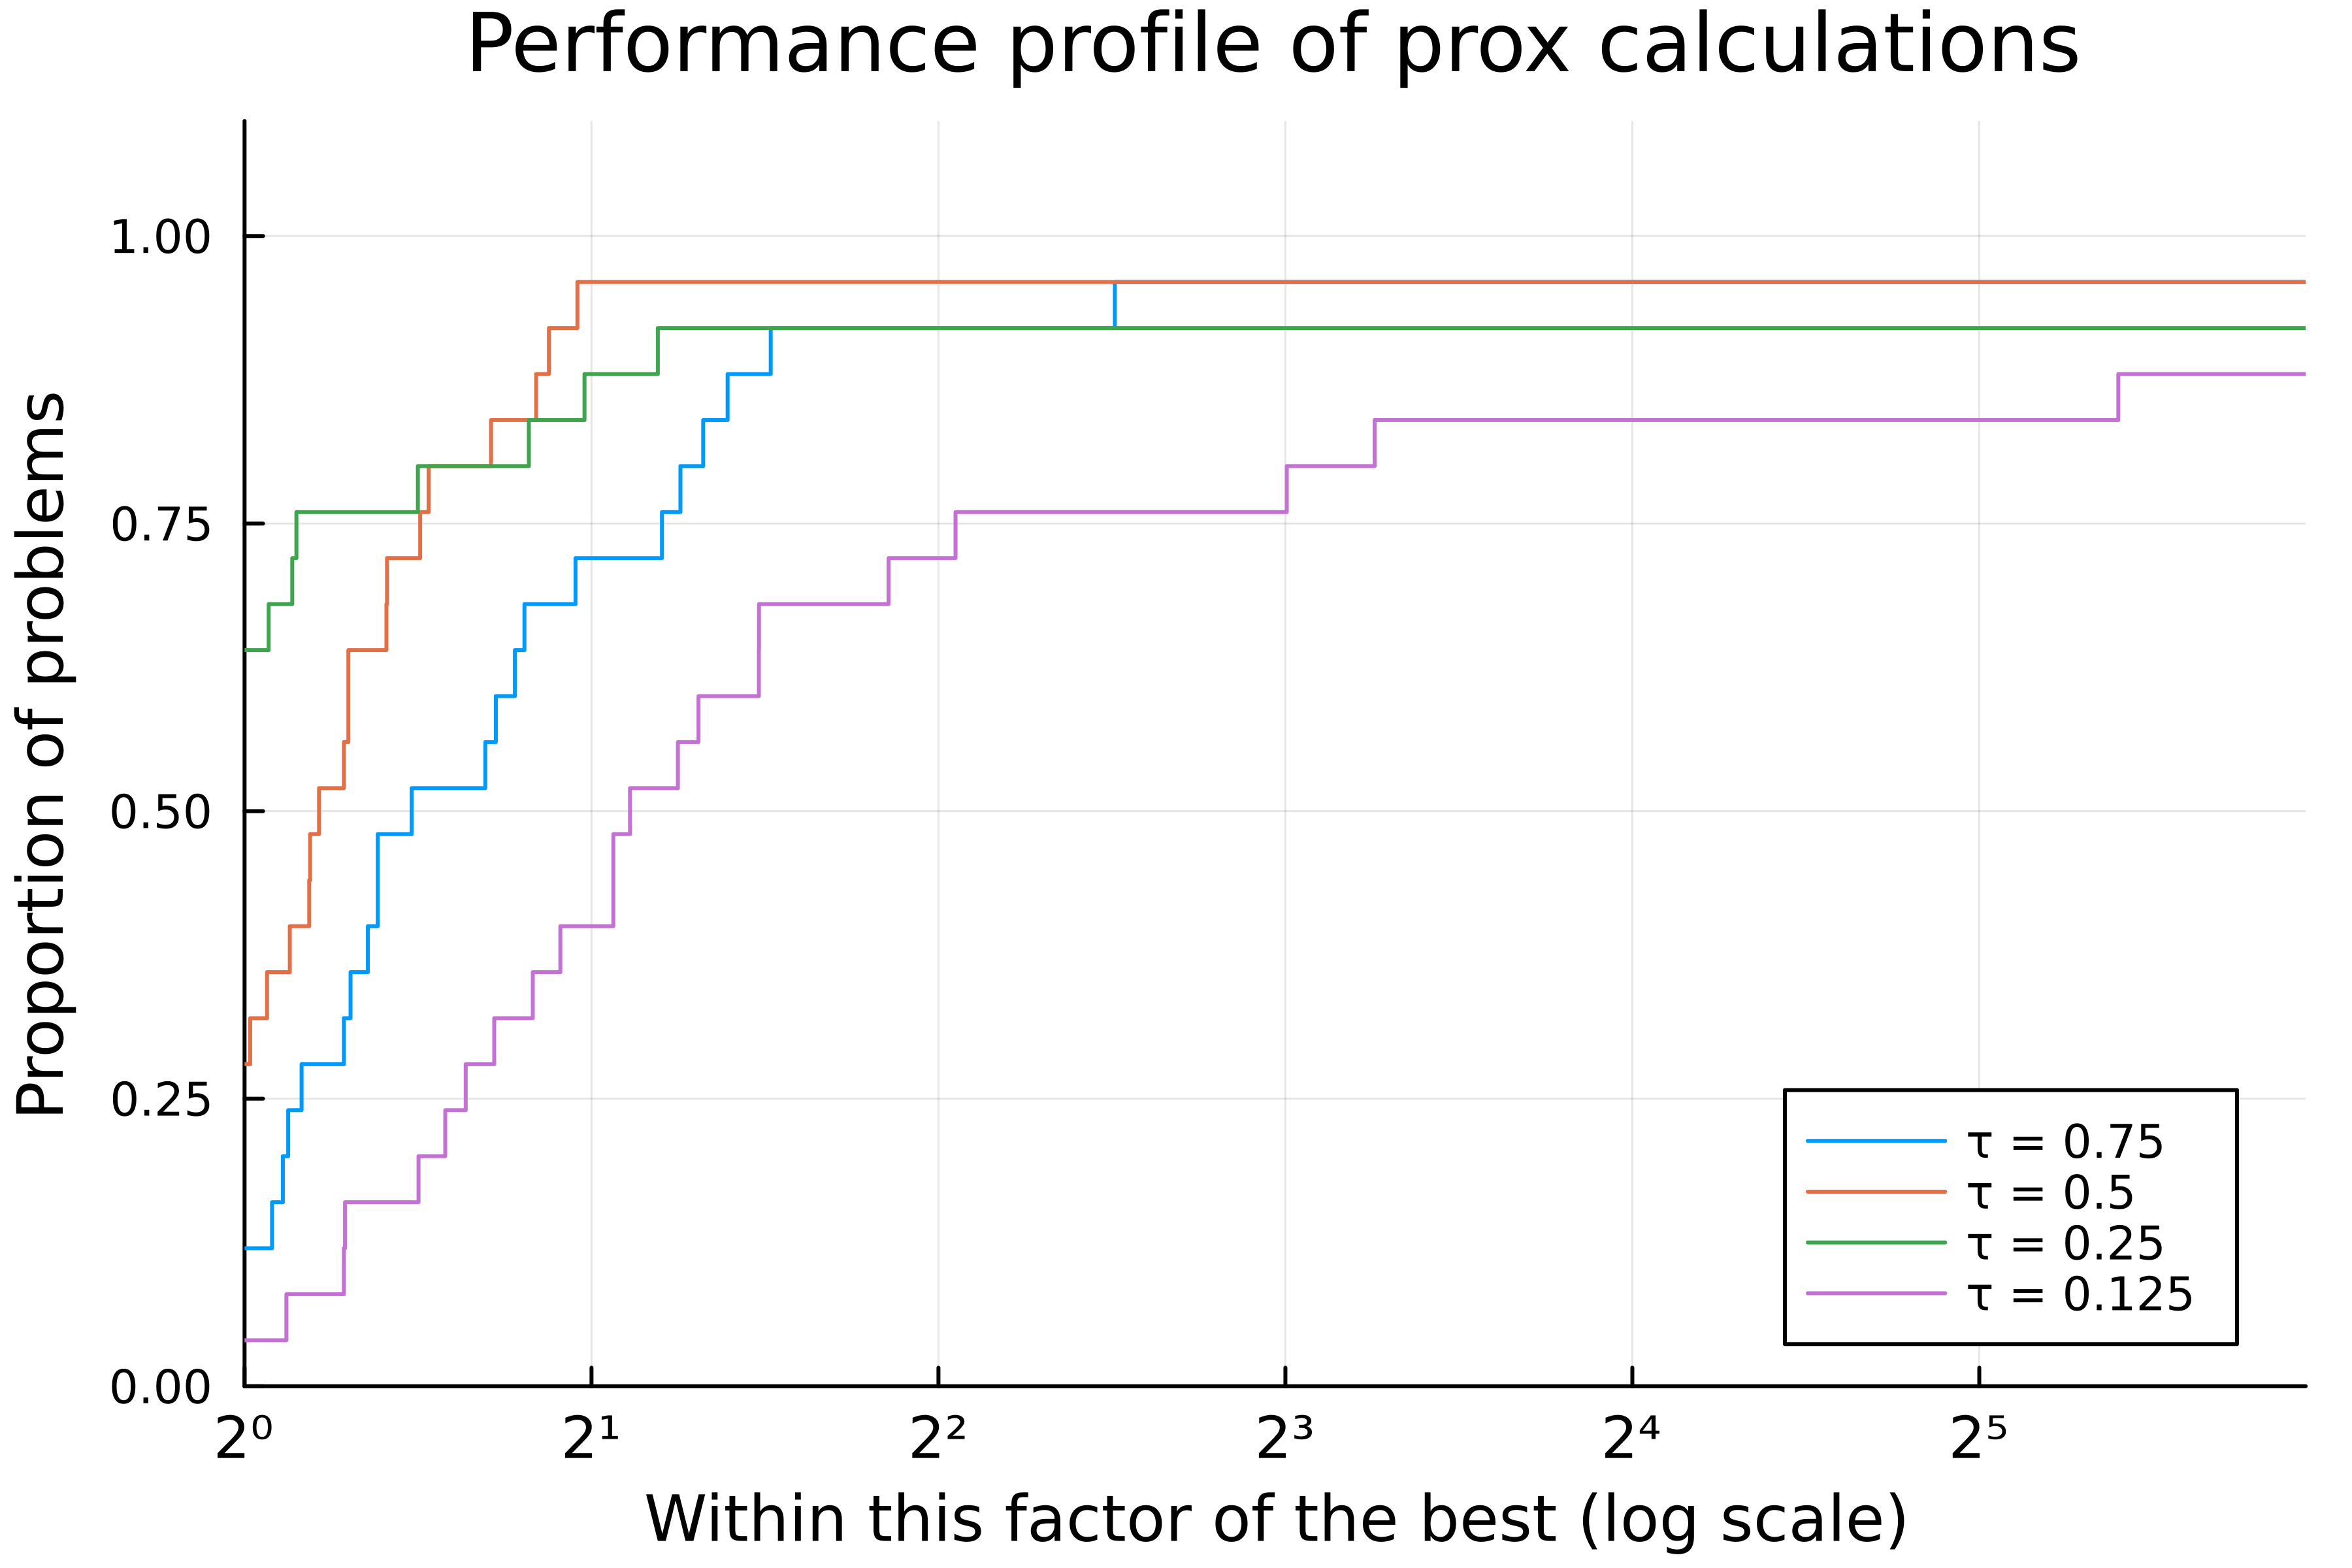 Performance profile of prox calculations
Proportion of problems
1.00
0.75
0.50
0.25
0.00
2⁰ 2¹ 2² 2³ 2⁴ 2⁵
Within this factor of the best (log scale)
τ = 0.75
τ = 0.5
τ = 0.25
τ = 0.125